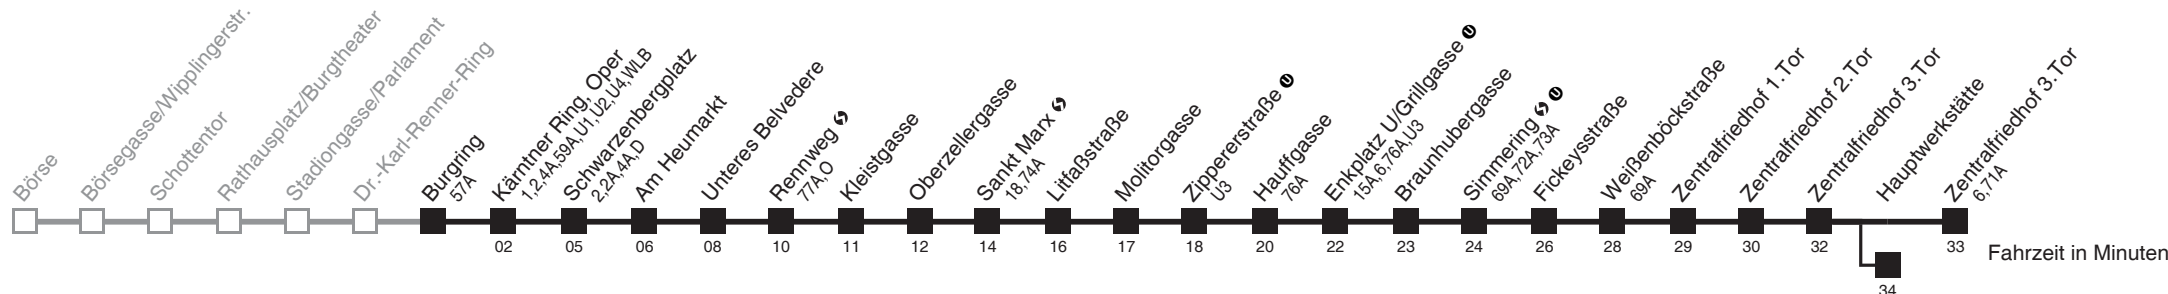 Börse
Börsegasse/Wipplingerstr.
Schottentor
Rathausplatz/Burgtheater
Stadiongasse/Parlament
Dr.-Karl-Renner-Ring
Burgring
57A
Kärntner Ring, Oper
1,2,4A,59A,U1,U2,U4,WLB
02
Schwarzenbergplatz
2,2A,4A,D
05
Am Heumarkt
06
Unteres Belvedere
08
Rennweg
77A,O
10
Kleistgasse
11
Oberzellergasse
12
Sankt Marx
18,74A
14
Litfaßstraße
16
Molitorgasse
17
Zippererstraße U
U3
18
Hauffgasse
76A
20
Enkplatz U/Grillgasse U
15A,6,76A,U3
22
Braunhubergasse
23
Simmering U
69A,72A,73A
24
Fickeysstraße
26
Weißenböckstraße
69A
28
Zentralfriedhof 1.Tor
29
Zentralfriedhof 2.Tor
30
Zentralfriedhof 3.Tor
32
Hauptwerkstätte
34
Zentralfriedhof 3.Tor
6,71A
33
Fahrzeit in Minuten